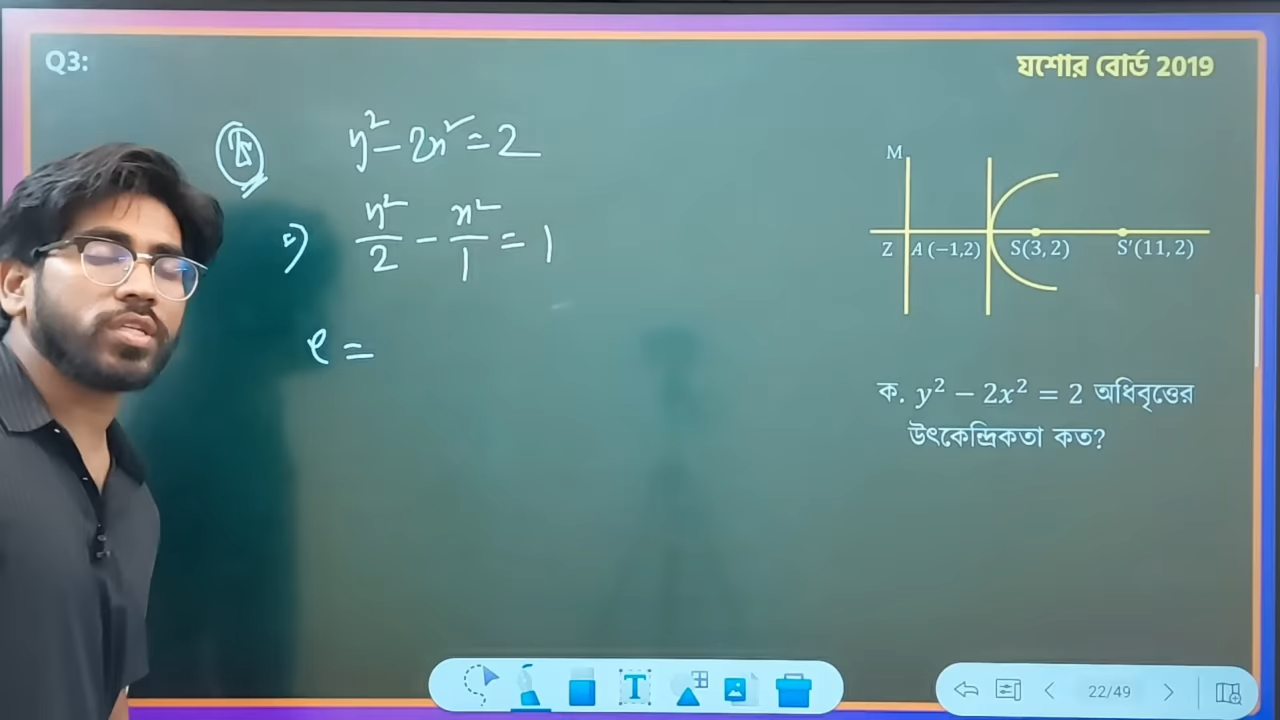 Q3:
যশোর বোর্ড 2019
ক
y² − 2x² = 2
⇒ y²/2 − x²/1 = 1
e =
M
Z A (−1,2) S(3, 2) S′(11, 2)
ক. y² − 2x² = 2 অধিবৃত্তের
উৎকেন্দ্রিকতা কত?
T
22/49